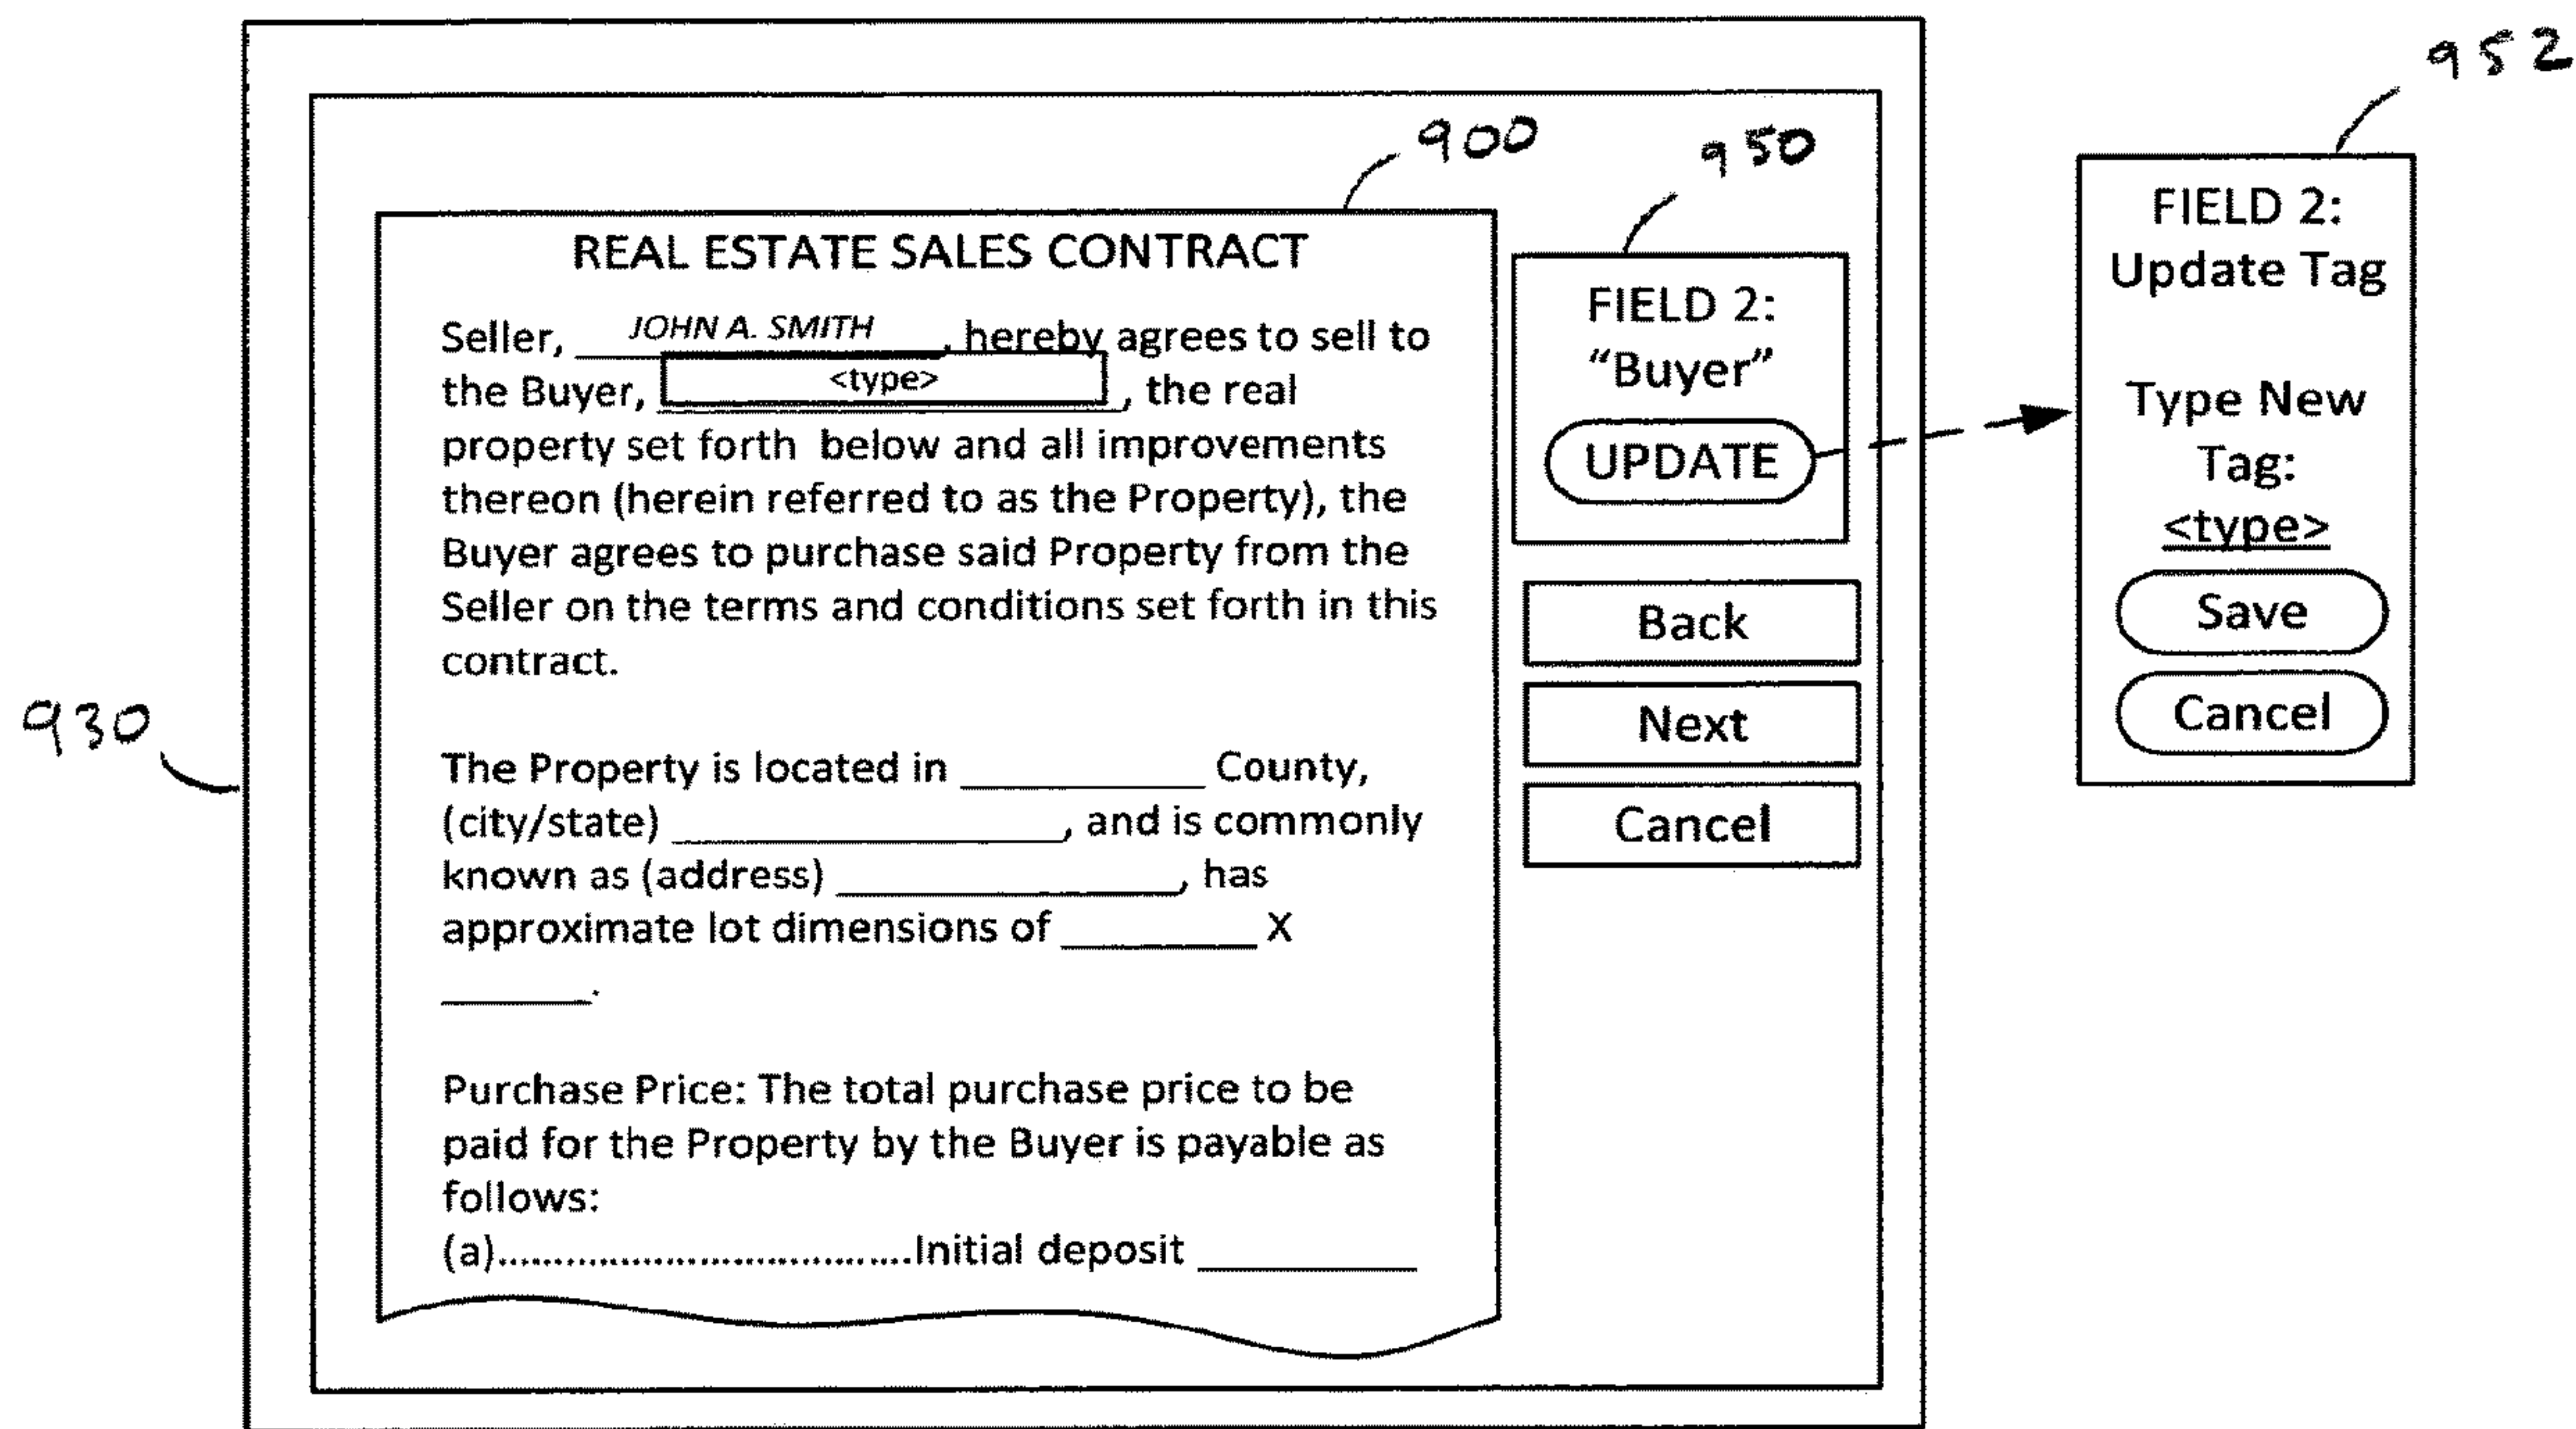 952
900
950
930
REAL ESTATE SALES CONTRACT
Seller, JOHN A. SMITH, hereby agrees to sell to
the Buyer, <type>, the real
property set forth below and all improvements
thereon (herein referred to as the Property), the
Buyer agrees to purchase said Property from the
Seller on the terms and conditions set forth in this
contract.
The Property is located in __________ County,
(city/state) ________________, and is commonly
known as (address) ______________, has
approximate lot dimensions of ________ X
______.
Purchase Price: The total purchase price to be
paid for the Property by the Buyer is payable as
follows:
(a).....................................Initial deposit _________
FIELD 2:
“Buyer”
UPDATE
Back
Next
Cancel
FIELD 2:
Update Tag
Type New
Tag:
<type>
Save
Cancel